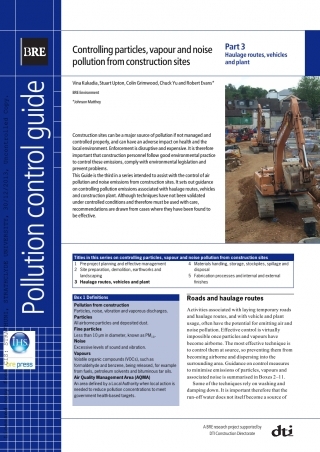 BRE
Controlling particles, vapour and noise
pollution from construction sites
Part 3
Haulage routes, vehicles
and plant
Vina Kukadia, Stuart Upton, Colin Grimwood, Chuck Yu and Robert Evans*
BRE Environment
*Johnson Matthey
Pollution control guide
Construction sites can be a major source of pollution if not managed and
controlled properly, and can have an adverse impact on health and the
local environment. Enforcement is disruptive and expensive. It is therefore
important that construction personnel follow good environmental practice
to control these emissions, comply with environmental legislation and
prevent problems.
This Guide is the third in a series intended to assist with the control of air
pollution and noise emissions from construction sites. It sets out guidance
on controlling pollution emissions associated with haulage routes, vehicles
and construction plant. Although techniques have not been validated
under controlled conditions and therefore must be used with care,
recommendations are drawn from cases where they have been found to
be effective.
Titles in this series on controlling particles, vapour and noise pollution from construction sites
1 Pre-project planning and effective management
2 Site preparation, demolition, earthworks and
landscaping
3 Haulage routes, vehicles and plant
4 Materials handling, storage, stockpiles, spillage and
disposal
5 Fabrication processes and internal and external
finishes
Box 1 Definitions
Pollution from construction
Particles, noise, vibration and vaporous discharges.
Particles
All airborne particles and deposited dust.
Fine particles
Less than 10 µm in diameter, known as PM10.
Noise
Excessive levels of sound and vibration.
Vapours
Volatile organic compounds (VOCs), such as
formaldehyde and benzene, being released, for example
from fuels, petroleum solvents and bituminous tar oils.
Air Quality Management Area (AQMA)
An area defined by a Local Authority when local action is
needed to reduce pollution concentrations to meet
government health-based targets.
Roads and haulage routes
Activities associated with laying temporary roads
and haulage routes, and with vehicle and plant
usage, often have the potential for emitting air and
noise pollution. Effective control is virtually
impossible once particles and vapours have
become airborne. The most effective technique is
to control them at source, so preventing them from
becoming airborne and dispersing into the
surrounding areas. Guidance on control measures
to minimise emissions of particles, vapours and
associated noise is summarised in Boxes 2–11.
Some of the techniques rely on washing and
damping down. It is important therefore that the
run-off water does not itself become a source of
IHS
press
A BRE research project supported by
DTI Construction Directorate
dti